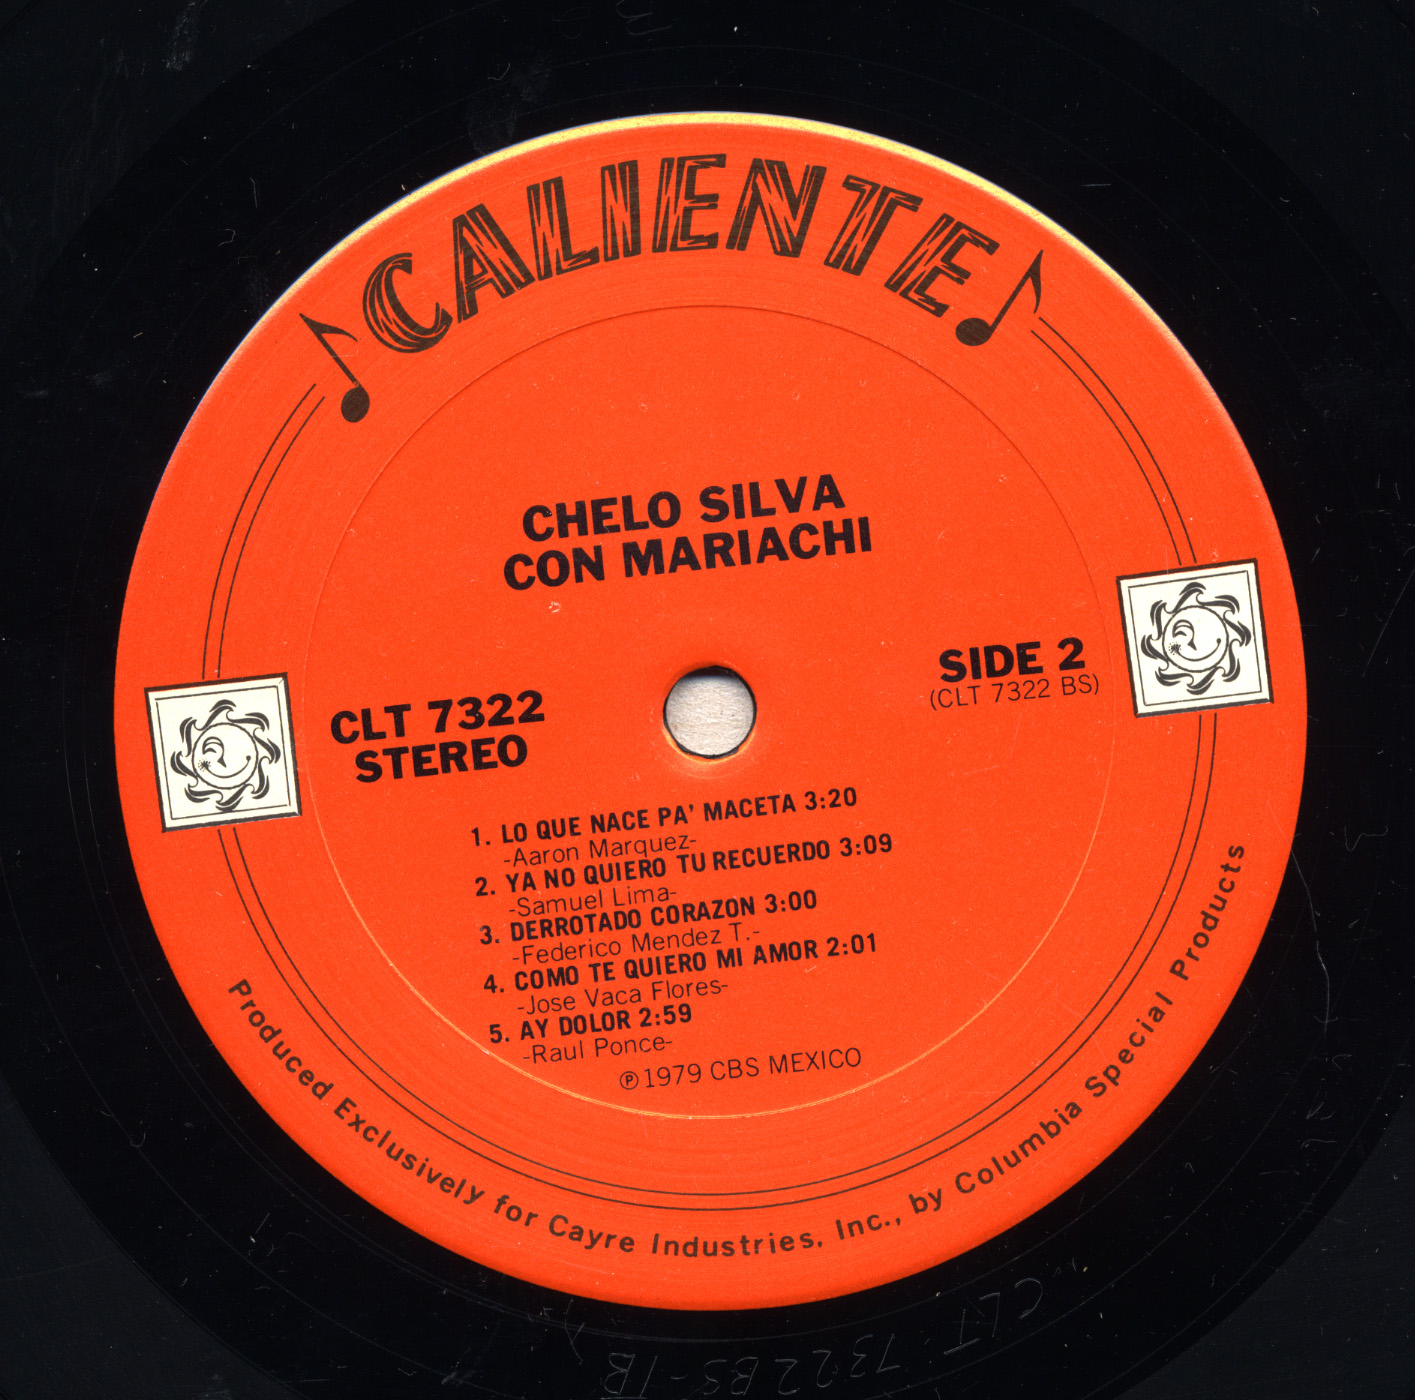 CALIENTE
CHELO SILVA
CON MARIACHI
SIDE 2
(CLT 7322 BS)
CLT 7322
STEREO
1. LO QUE NACE PA' MACETA 3:20
-Aaron Marquez-
2. YA NO QUIERO TU RECUERDO 3:09
-Samuel Lima-
3. DERROTADO CORAZON 3:00
-Federico Mendez T.-
4. COMO TE QUIERO MI AMOR 2:01
-Jose Vaca Flores-
5. AY DOLOR 2:59
-Raul Ponce-
℗1979 CBS MEXICO
Produced Exclusively for Cayre Industries, Inc., by Columbia Special Products
CLT-7322BS-1B